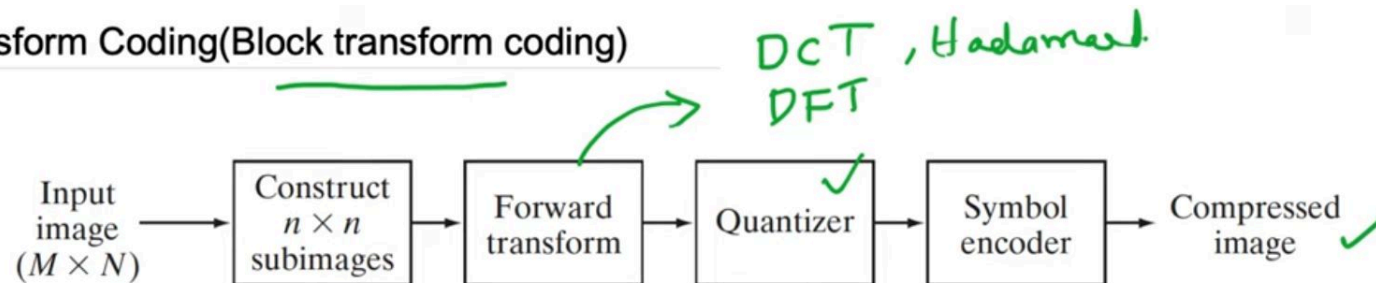 sform Coding(Block transform coding)
DCT , Hadamard
DFT
Input
image
(M × N)
Construct
n × n
subimages
Forward
transform
Quantizer
Symbol
encoder
Compressed
image